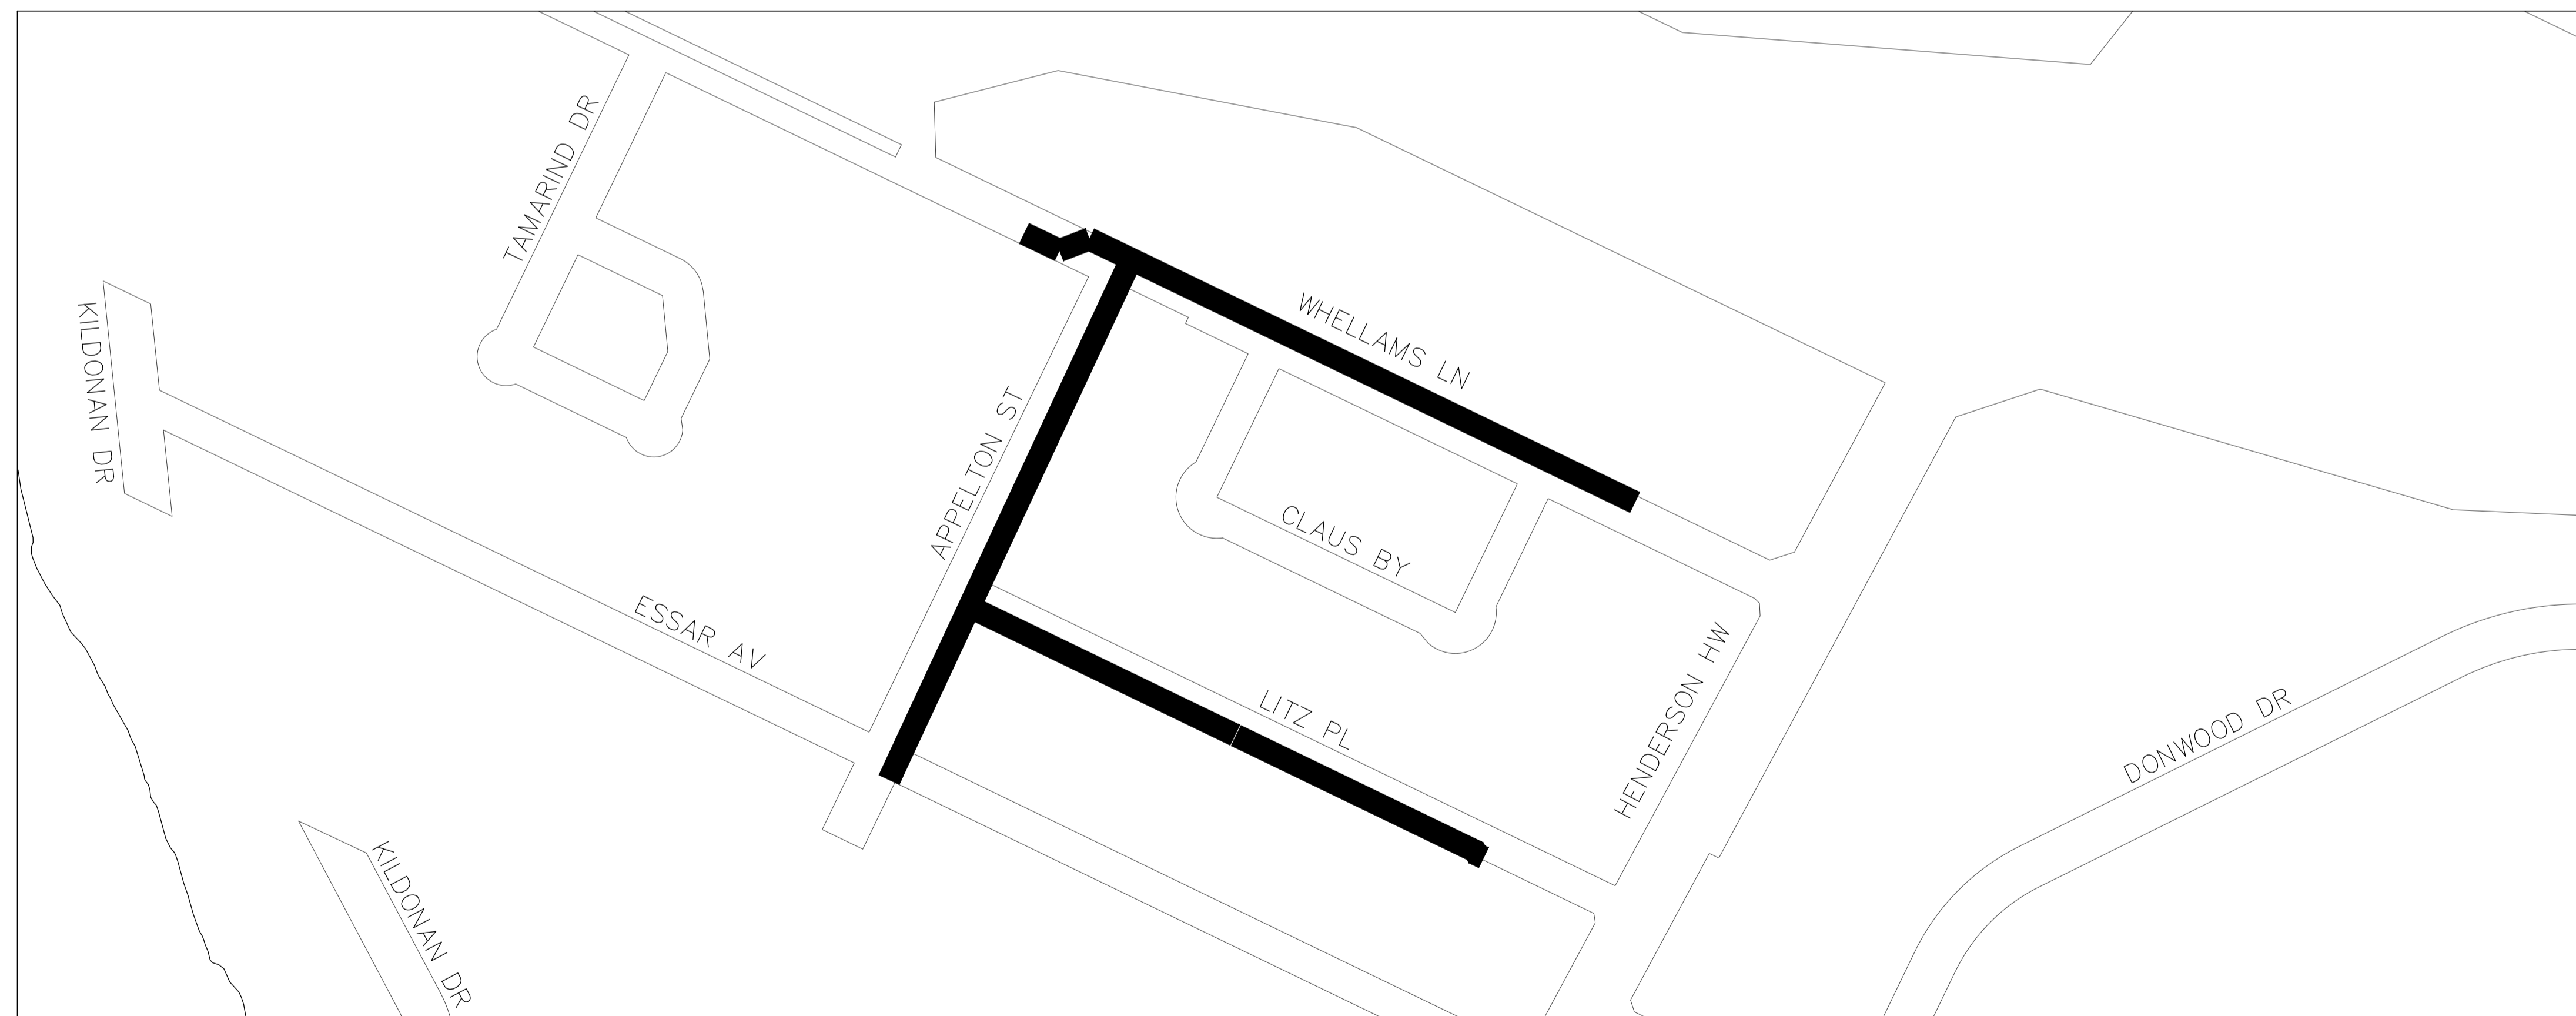 TAMARIND DR
KILDONAN DR
WHELLAMS LN
APPELTON ST
CLAUS BY
ESSAR AV
LITZ PL
HENDERSON HW
DONWOOD DR
KILDONAN DR